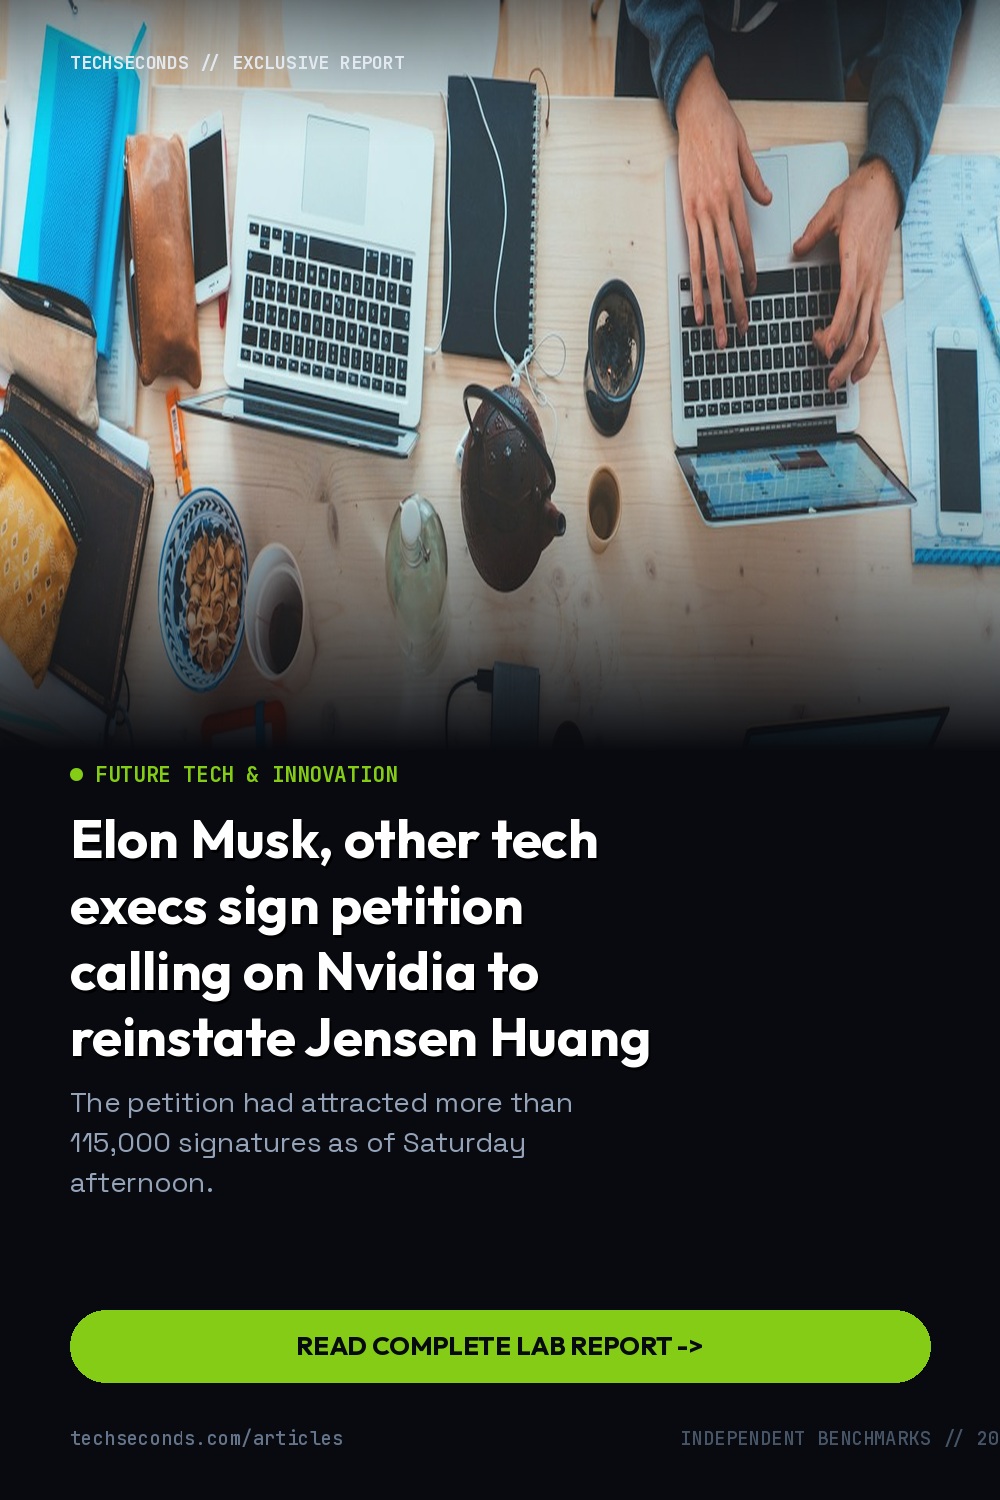 TECHSECONDS // EXCLUSIVE REPORT
FUTURE TECH & INNOVATION
Elon Musk, other tech
execs sign petition
calling on Nvidia to
reinstate Jensen Huang
The petition had attracted more than
115,000 signatures as of Saturday
afternoon.
READ COMPLETE LAB REPORT ->
techseconds.com/articles
INDEPENDENT BENCHMARKS // 20